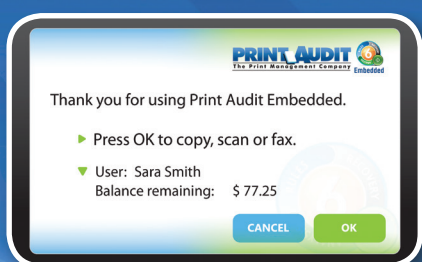 PRINT AUDIT 6
The Print Management Company
Embedded
Thank you for using Print Audit Embedded.
Press OK to copy, scan or fax.
User: Sara Smith
Balance remaining: $ 77.25
CANCEL OK